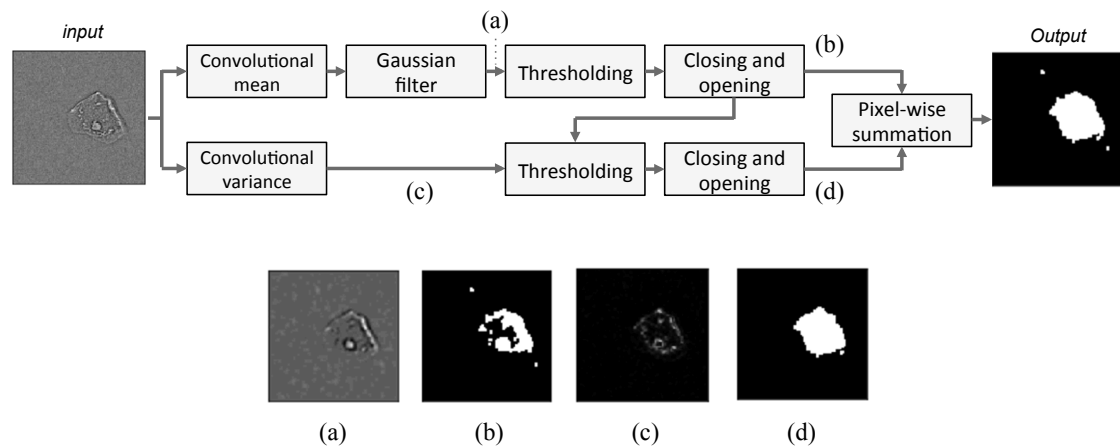 input
(a)
(b)
Output
Convolutional
mean
Gaussian
filter
Thresholding
Closing and
opening
Pixel-wise
summation
Convolutional
variance
Thresholding
Closing and
opening
(c)
(d)
(a)
(b)
(c)
(d)